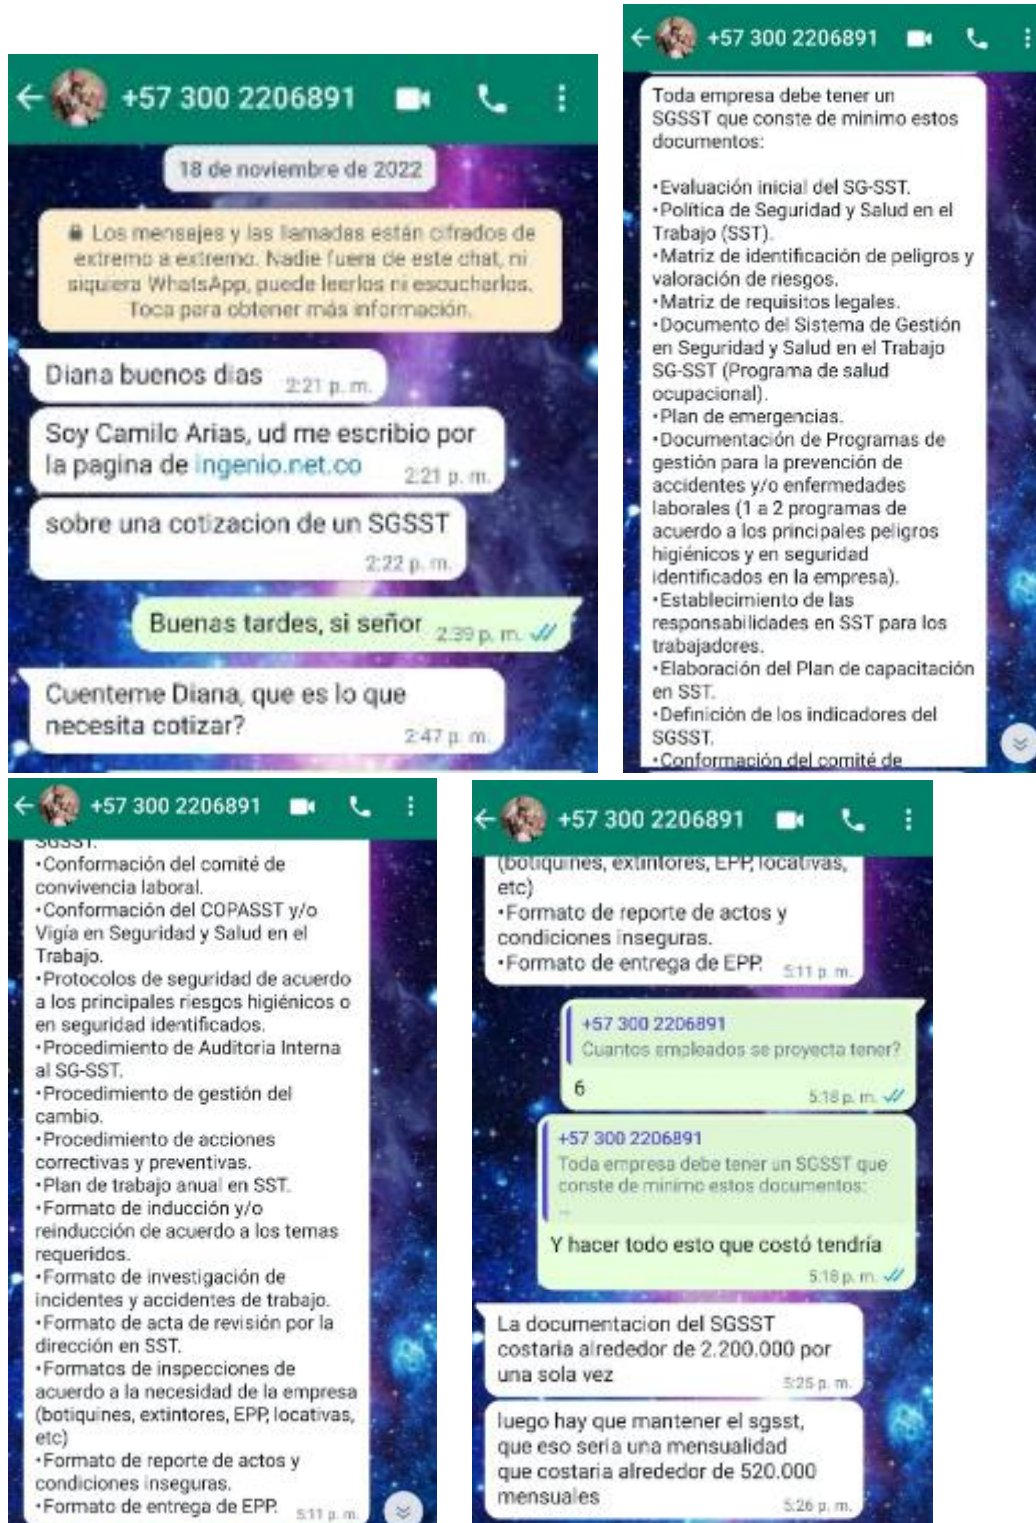 +57 300 2206891
18 de noviembre de 2022
Los mensajes y las llamadas están cifrados de
extremo a extremo. Nadie fuera de este chat, ni
siquiera WhatsApp, puede leerlos ni escucharlos.
Toca para obtener más información.
Diana buenos dias 2:21 p. m.
Soy Camilo Arias, ud me escribio por
la pagina de ingenio.net.co 2:21 p. m.
sobre una cotizacion de un SGSST
2:22 p. m.
Buenas tardes, si señor 2:39 p. m.
Cuenteme Diana, que es lo que
necesita cotizar? 2:47 p. m.
+57 300 2206891
Toda empresa debe tener un
SGSST que conste de minimo estos
documentos:
•Evaluación inicial del SG-SST.
•Política de Seguridad y Salud en el
Trabajo (SST).
•Matriz de identificación de peligros y
valoración de riesgos.
•Matriz de requisitos legales.
•Documento del Sistema de Gestión
en Seguridad y Salud en el Trabajo
SG-SST (Programa de salud
ocupacional).
•Plan de emergencias.
•Documentación de Programas de
gestión para la prevención de
accidentes y/o enfermedades
laborales (1 a 2 programas de
acuerdo a los principales peligros
higiénicos y en seguridad
identificados en la empresa).
•Establecimiento de las
responsabilidades en SST para los
trabajadores.
•Elaboración del Plan de capacitación
en SST.
•Definición de los indicadores del
SGSST.
•Conformación del comité de
+57 300 2206891
SGSST.
•Conformación del comité de
convivencia laboral.
•Conformación del COPASST y/o
Vigía en Seguridad y Salud en el
Trabajo.
•Protocolos de seguridad de acuerdo
a los principales riesgos higiénicos o
en seguridad identificados.
•Procedimiento de Auditoria Interna
al SG-SST.
•Procedimiento de gestión del
cambio.
•Procedimiento de acciones
correctivas y preventivas.
•Plan de trabajo anual en SST.
•Formato de inducción y/o
reinducción de acuerdo a los temas
requeridos.
•Formato de investigación de
incidentes y accidentes de trabajo.
•Formato de acta de revisión por la
dirección en SST.
•Formatos de inspecciones de
acuerdo a la necesidad de la empresa
(botiquines, extintores, EPP, locativas,
etc)
•Formato de reporte de actos y
condiciones inseguras.
•Formato de entrega de EPP. 5:11 p. m.
+57 300 2206891
(botiquines, extintores, EPP, locativas,
etc)
•Formato de reporte de actos y
condiciones inseguras.
•Formato de entrega de EPP. 5:11 p. m.
+57 300 2206891
Cuantos empleados se proyecta tener?
6
5:18 p. m.
+57 300 2206891
Toda empresa debe tener un SGSST que
conste de minimo estos documentos:
...
Y hacer todo esto que costó tendría
5:18 p. m.
La documentacion del SGSST
costaria alrededor de 2.200.000 por
una sola vez 5:25 p. m.
luego hay que mantener el sgsst,
que eso seria una mensualidad
que costaria alrededor de 520.000
mensuales 5:26 p. m.